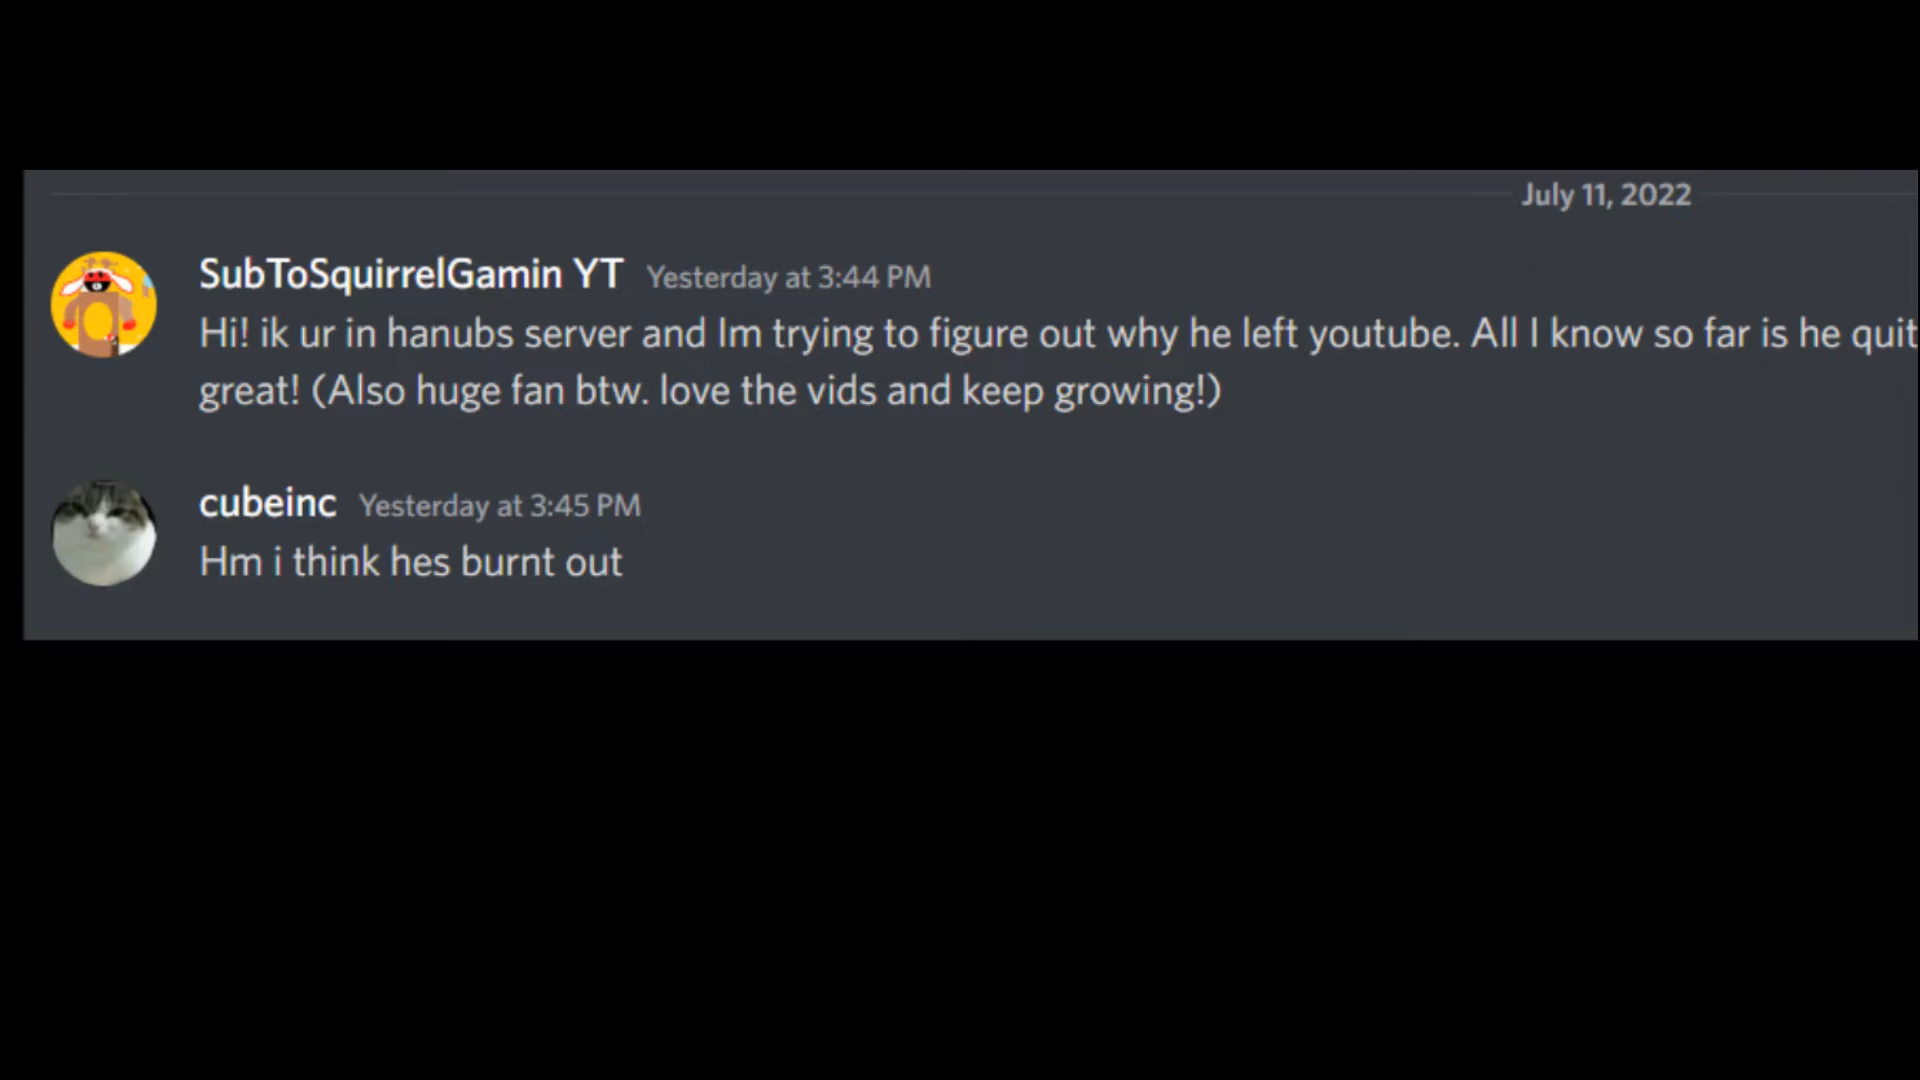 July 11, 2022
SubToSquirrelGamin YT Yesterday at 3:44 PM
Hi! ik ur in hanubs server and Im trying to figure out why he left youtube. All I know so far is he quit
great! (Also huge fan btw. love the vids and keep growing!)
cubeinc Yesterday at 3:45 PM
Hm i think hes burnt out